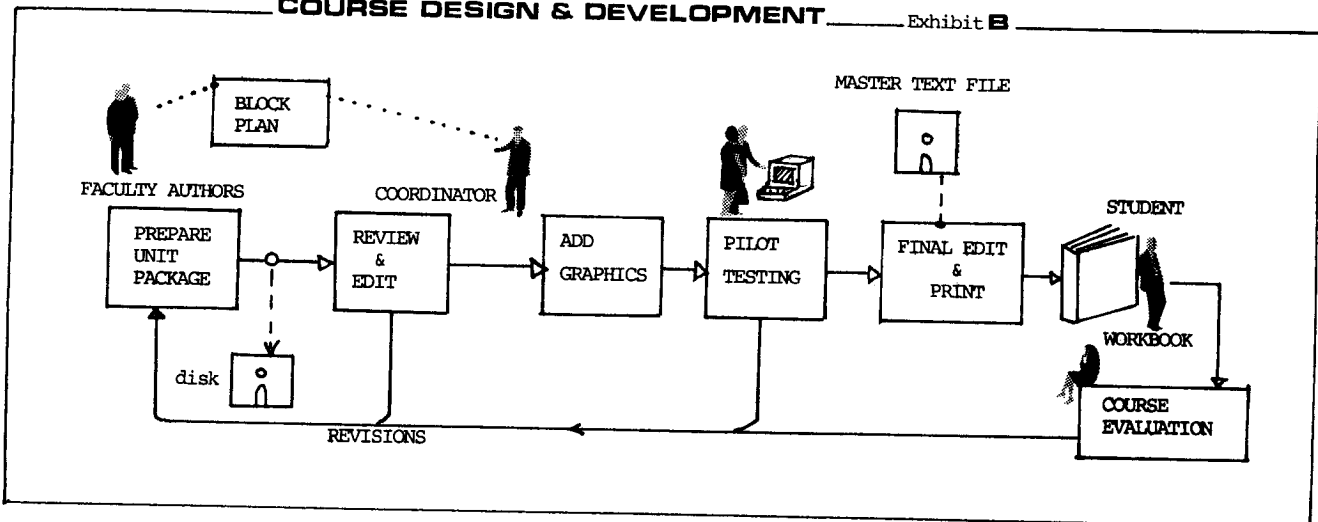 COURSE DESIGN & DEVELOPMENT Exhibit B
MASTER TEXT FILE
BLOCK
PLAN
FACULTY AUTHORS
COORDINATOR
STUDENT
PREPARE
UNIT
PACKAGE
REVIEW
&
EDIT
ADD
GRAPHICS
PILOT
TESTING
FINAL EDIT
&
PRINT
WORKBOOK
disk
COURSE
EVALUATION
REVISIONS